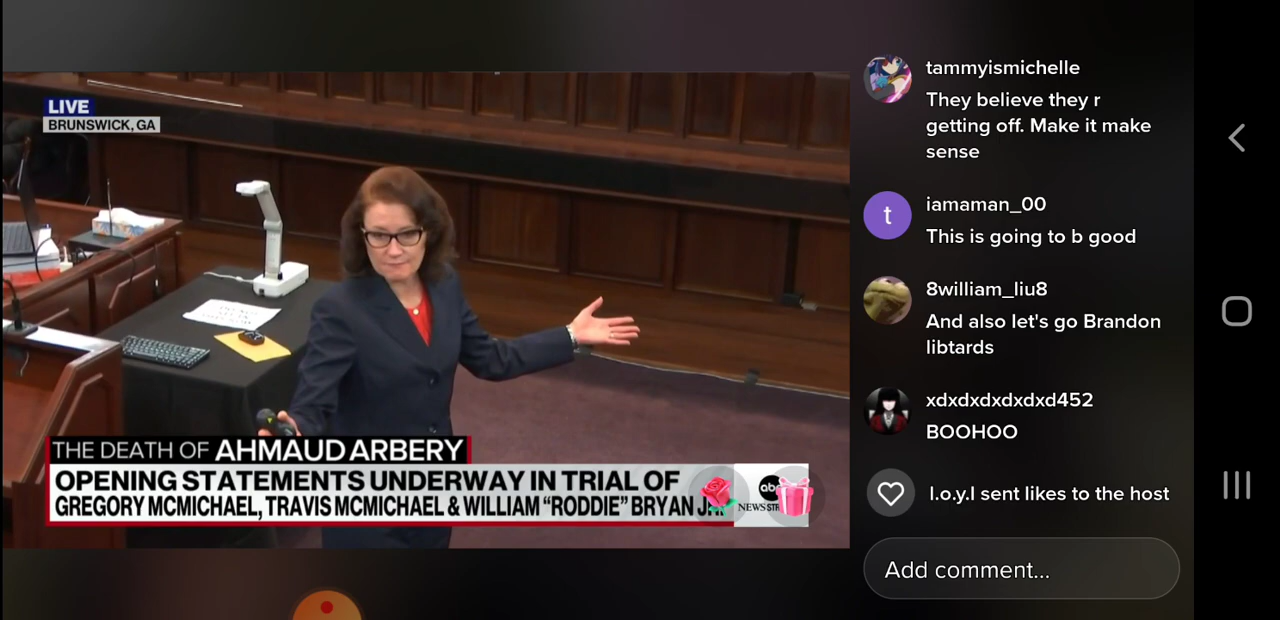 LIVE
BRUNSWICK, GA
THE DEATH OF AHMAUD ARBERY
OPENING STATEMENTS UNDERWAY IN TRIAL OF
GREGORY MCMICHAEL, TRAVIS MCMICHAEL & WILLIAM “RODDIE” BRYAN
abc
NEWS
tammyismichelle
They believe they r
getting off. Make it make
sense
t
iamaman_00
This is going to b good
8william_liu8
And also let's go Brandon
libtards
xdxdxdxdxdxd452
BOOHOO
l.o.y.l sent likes to the host
Add comment...